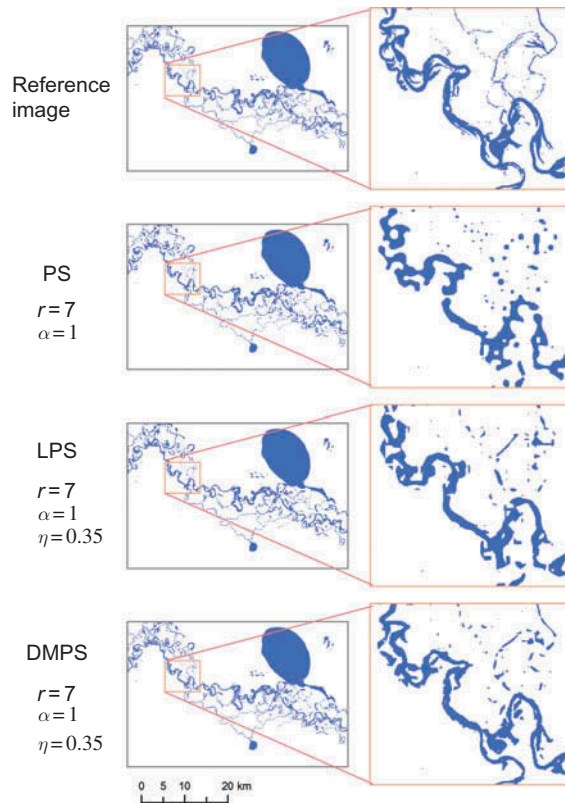 Reference
image
PS
r = 7
α = 1
LPS
r = 7
α = 1
η = 0.35
DMPS
r = 7
α = 1
η = 0.35
0 5 10 20 km